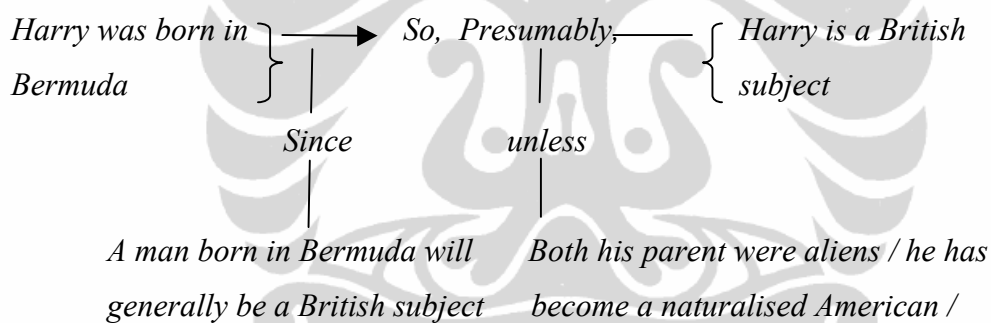 Harry was born in So, Presumably, Harry is a British
Bermuda subject
Since unless
A man born in Bermuda will Both his parent were aliens / he has
generally be a British subject become a naturalised American /